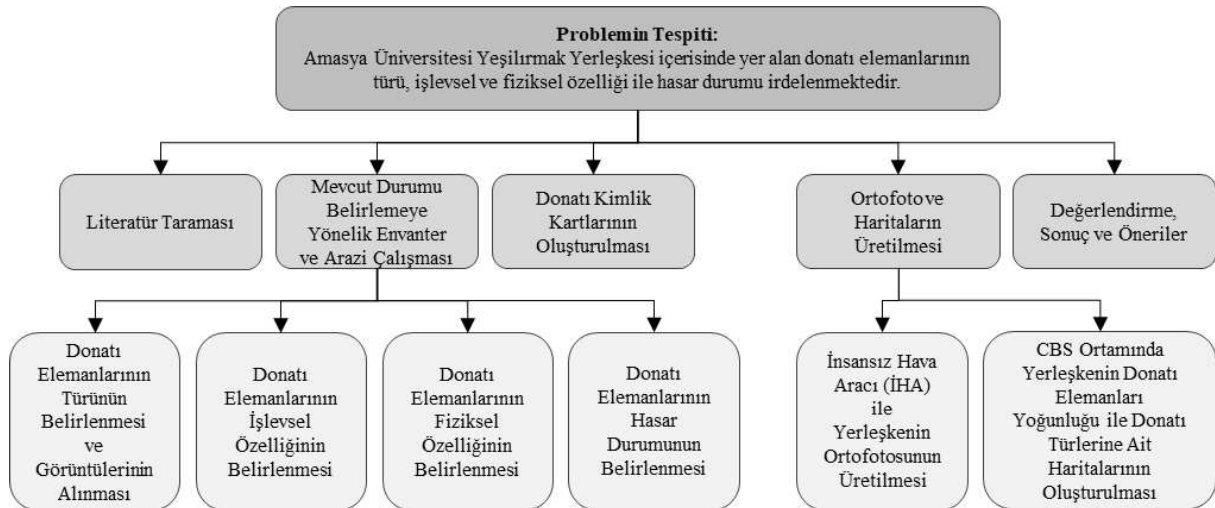 Problemin Tespiti:
Amasya Üniversitesi Yeşilırmak Yerleşkesi içerisinde yer alan donatı elemanlarının
türü, işlevsel ve fiziksel özelliği ile hasar durumu irdelenmektedir.
Literatür Taraması
Mevcut Durumu
Belirlemeye
Yönelik Envanter
ve Arazi Çalışması
Donatı Kimlik
Kartlarının
Oluşturulması
Ortofoto ve
Haritaların
Üretilmesi
Değerlendirme,
Sonuç ve Öneriler
Donatı
Elemanlarının
Türünün
Belirlenmesi
ve
Görüntülerinin
Alınması
Donatı
Elemanlarının
İşlevsel
Özelliğinin
Belirlenmesi
Donatı
Elemanlarının
Fiziksel
Özelliğinin
Belirlenmesi
Donatı
Elemanlarının
Hasar
Durumunun
Belirlenmesi
İnsansız Hava
Aracı (İHA)
ile
Yerleşkenin
Ortofotosunun
Üretilmesi
CBS Ortamında
Yerleşkenin Donatı
Elemanları
Yoğunluğu ile Donatı
Türlerine Ait
Haritalarının
Oluşturulması